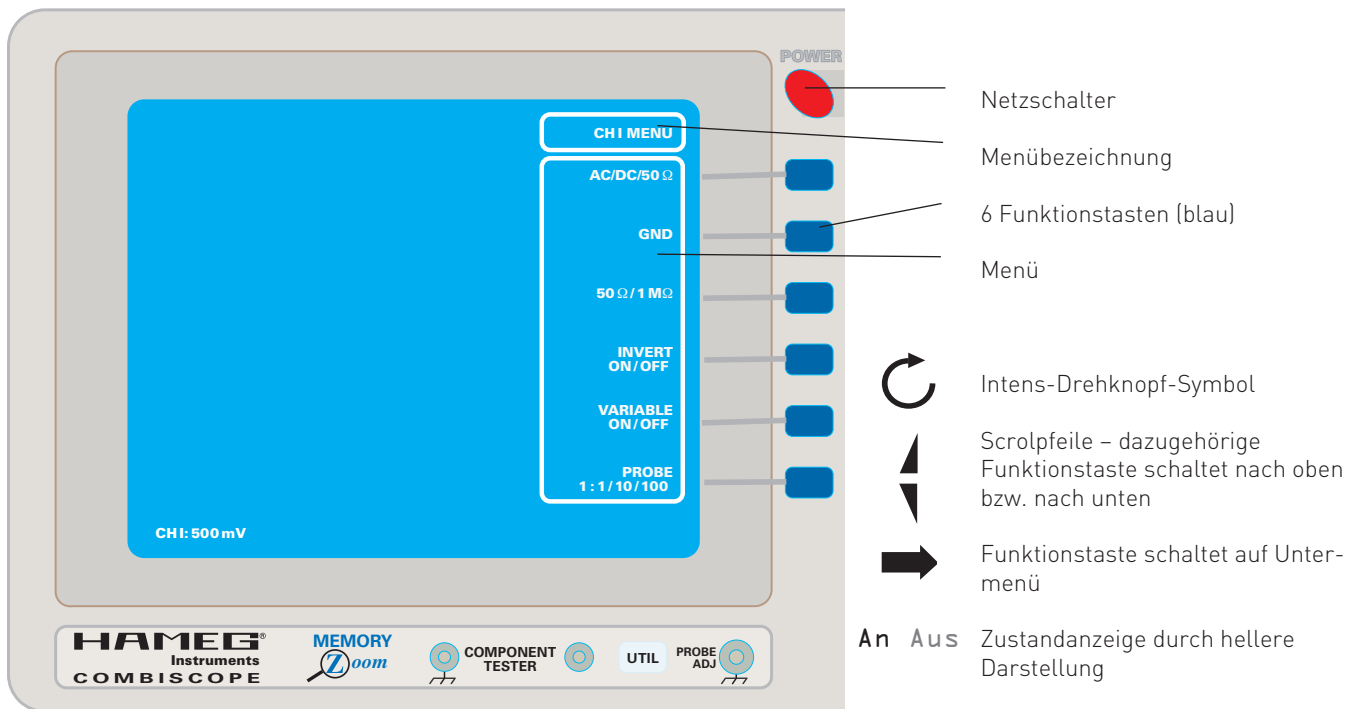 POWER
CH I MENU
AC/DC/50 Ω
GND
50 Ω/1 MΩ
INVERT
ON/OFF
VARIABLE
ON/OFF
PROBE
1:1/10/100
CH I: 500 mV
HAMEG®
Instruments
COMBISCOPE
MEMORY
Zoom
COMPONENT
TESTER
UTIL
PROBE
ADJ
Netzschalter
Menübezeichnung
6 Funktionstasten (blau)
Menü
Intens-Drehknopf-Symbol
Scrolpfeile – dazugehörige
Funktionstaste schaltet nach oben
bzw. nach unten
Funktionstaste schaltet auf Unter-
menü
An Aus Zustandanzeige durch hellere
Darstellung